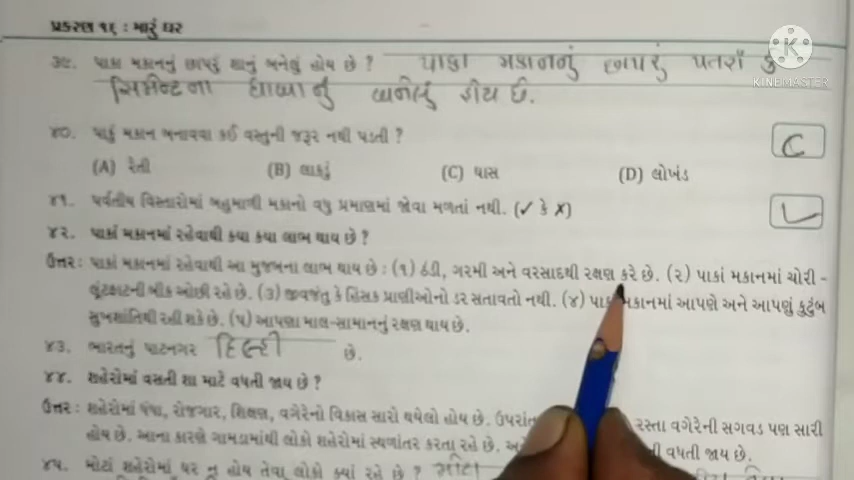 પ્રકરણ ૧૬ : મારું ઘર
KINEMASTER
૩૯. પાકા મકાનનું છાપરું શાનું બનેલું હોય છે ? પાકા મકાનનું છાપરું પતરાં કે
સિમેન્ટના ધાબાનું બનેલું હોય છે.
૪૦. પાકું મકાન બનાવવા કઈ વસ્તુની જરૂર નથી પડતી ? C
(A) રેતી (B) લાકડું (C) ઘાસ (D) લોખંડ
૪૧. પર્વતીય વિસ્તારોમાં બહુમાળી મકાનો વધુ પ્રમાણમાં જોવા મળતાં નથી. (✓ કે ✗) ✓
૪૨. પાકાં મકાનમાં રહેવાથી કયા કયા લાભ થાય છે ?
ઉત્તર : પાકાં મકાનમાં રહેવાથી આ મુજબના લાભ થાય છે : (૧) ઠંડી, ગરમી અને વરસાદથી રક્ષણ કરે છે. (૨) પાકાં મકાનમાં ચોરી -
લૂંટફાટની બીક ઓછી રહે છે. (૩) જીવજંતુ કે હિંસક પ્રાણીઓનો ડર સતાવતો નથી. (૪) મકાનમાં આપણે અને આપણું કુટુંબ
સુખશાંતિથી રહી શકે છે. (૫) આપણા માલ-સામાનનું રક્ષણ થાય છે.
૪૩. ભારતનું પાટનગર દિલ્હી છે.
૪૪. શહેરોમાં વસતી શા માટે વધતી જાય છે ?
ઉત્તર : શહેરોમાં ધંધા, રોજગાર, શિક્ષણ, વગેરેનો વિકાસ સારો થયેલો હોય છે. ઉપરાંત રસ્તા વગેરેની સગવડ પણ સારી
હોય છે. આના કારણે ગામડામાંથી લોકો શહેરોમાં સ્થળાંતર કરતા રહે છે. વધતી જાય છે.
૪૫. મોટાં શહેરોમાં ઘર ન હોય તેવા લોકો ક્યાં રહે છે ? મોટા